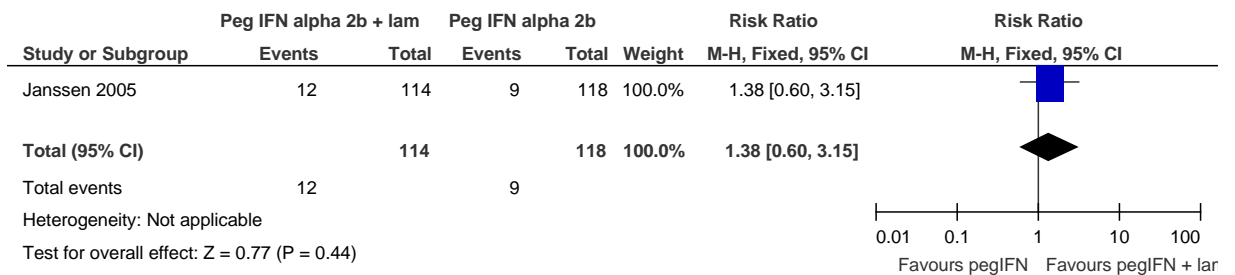 Peg IFN alpha 2b + lam Peg IFN alpha 2b Risk Ratio Risk Ratio
Study or Subgroup Events Total Events Total Weight M-H, Fixed, 95% CI M-H, Fixed, 95% CI
Janssen 2005 12 114 9 118 100.0% 1.38 [0.60, 3.15]
Total (95% CI) 114 118 100.0% 1.38 [0.60, 3.15]
Total events 12 9
Heterogeneity: Not applicable
Test for overall effect: Z = 0.77 (P = 0.44)
0.01 0.1 1 10 100
Favours pegIFN Favours pegIFN + lar